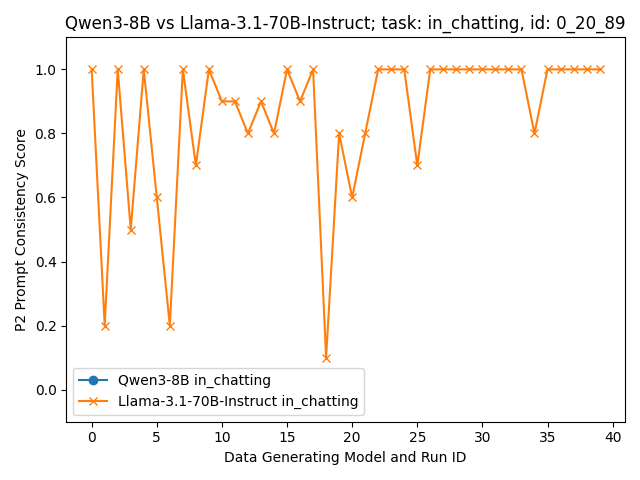 Qwen3-8B vs Llama-3.1-70B-Instruct; task: in_chatting, id: 0_20_89
P2 Prompt Consistency Score
1.0
0.8
0.6
0.4
0.2
0.0
Qwen3-8B in_chatting
Llama-3.1-70B-Instruct in_chatting
0 5 10 15 20 25 30 35 40
Data Generating Model and Run ID